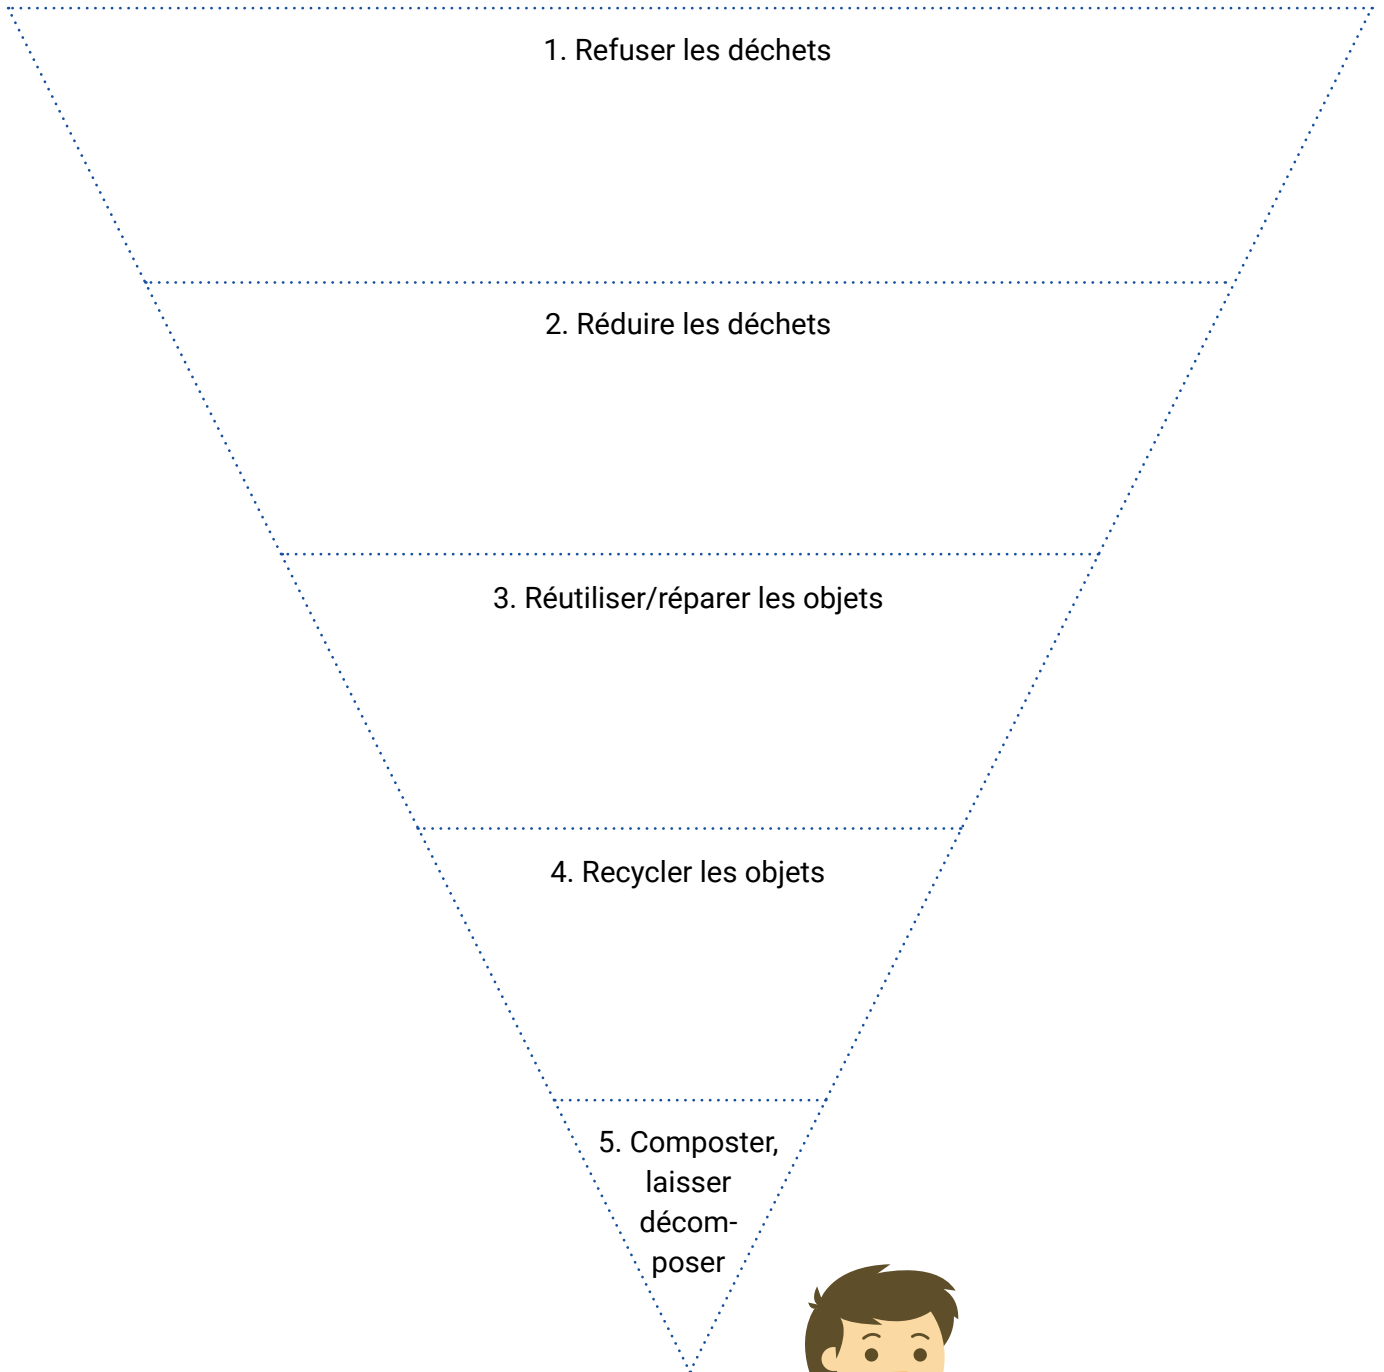 1. Refuser les déchets
2. Réduire les déchets
3. Réutiliser/réparer les objets
4. Recycler les objets
5. Composter,
laisser
décom-
poser